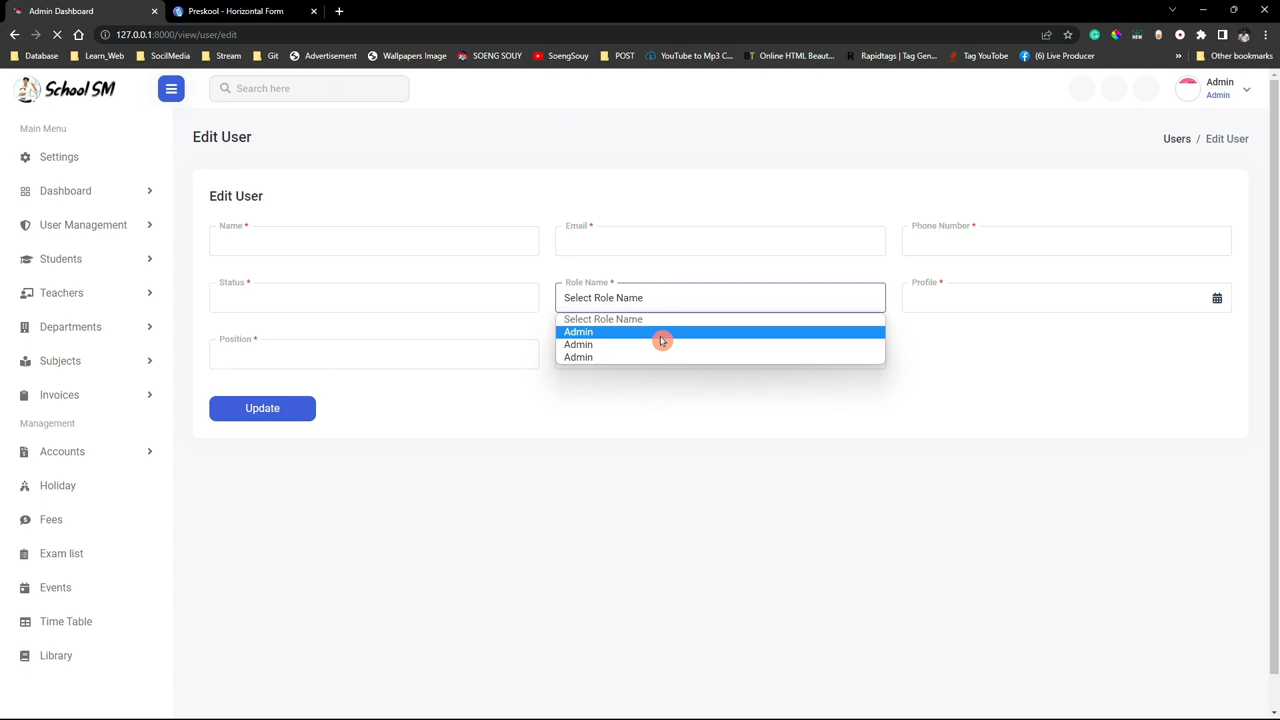 Admin Dashboard
Preskool - Horizontal Form
127.0.0.1:8000/view/user/edit
Database
Learn_Web
SocilMedia
Stream
Git
Advertisement
Wallpapers Image
SOENG SOUY
SoengSouy
POST
YouTube to Mp3 C...
Online HTML Beaut...
Rapidtags | Tag Gen...
Tag YouTube
(6) Live Producer
»
Other bookmarks
School SM
Search here
Admin
Admin
Main Menu
Settings
Dashboard
User Management
Students
Teachers
Departments
Subjects
Invoices
Management
Accounts
Holiday
Fees
Exam list
Events
Time Table
Library
Edit User
Users / Edit User
Edit User
Name *
Email *
Phone Number *
Status *
Role Name *
Select Role Name
Profile *
Select Role Name
Admin
Admin
Admin
Position *
Update